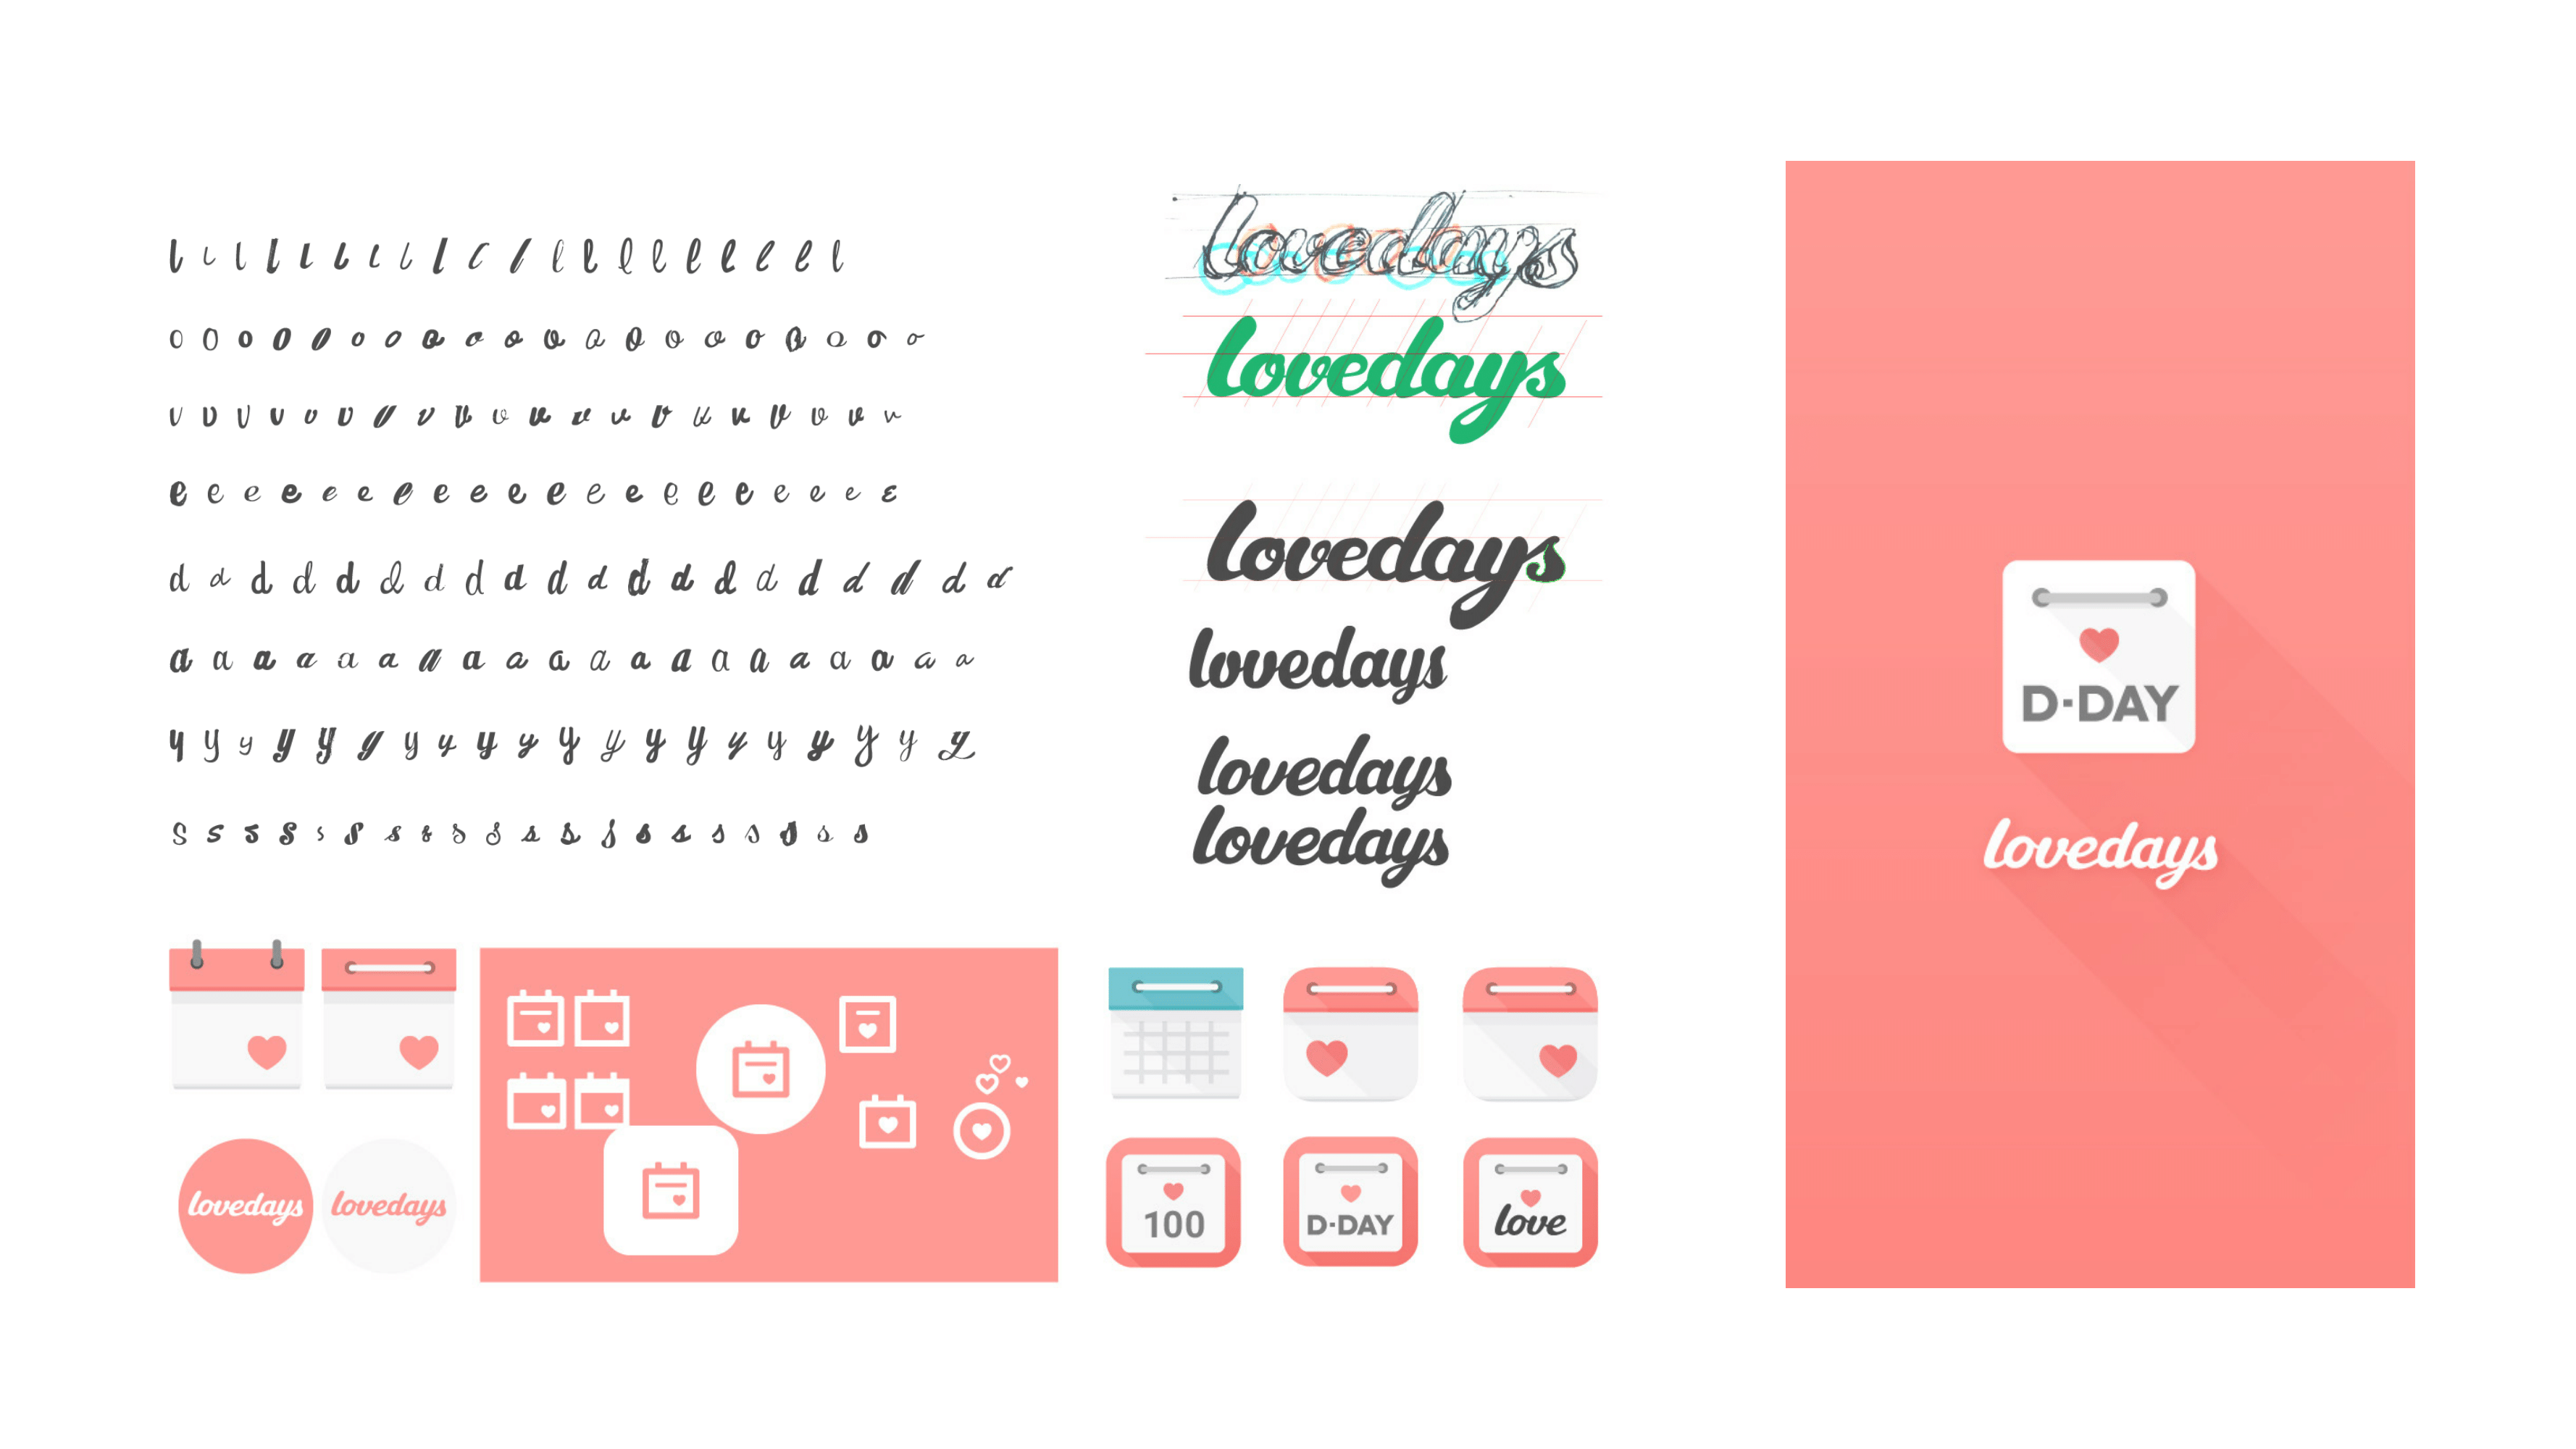 l l l l l l l l l l l l l l l l l l l l
o o o o o o o o o o o o o o o o o o o o
v v v v v v v v v v v v v v v v v v v v
e e e e e e e e e e e e e e e e e e e e
d d d d d d d d d d d d d d d d d d d d
a a a a a a a a a a a a a a a a a a a a
y y y y y y y y y y y y y y y y y y y y
s s s s s s s s s s s s s s s s s s s s
lovedays
lovedays
lovedays
lovedays
lovedays
lovedays
lovedays
lovedays
100
D·DAY
love
D·DAY
lovedays